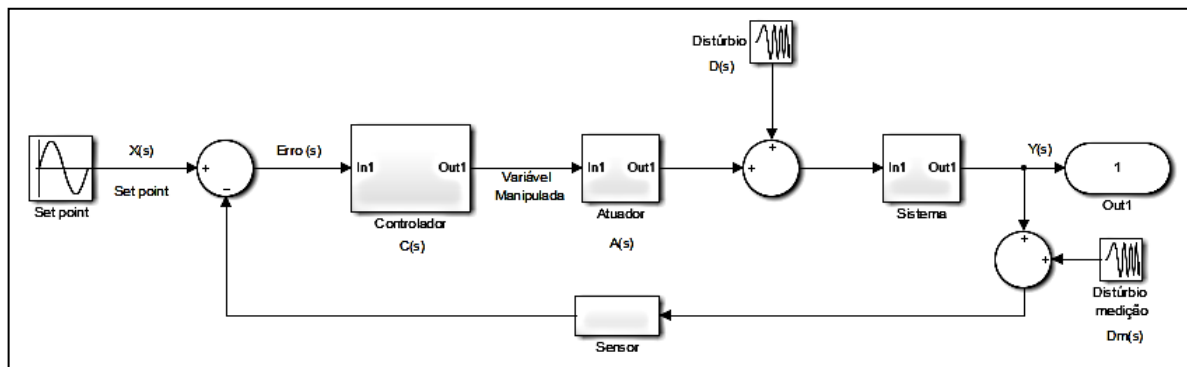 Distúrbio
D(s)
X(s)
Set point
Set point
+
−
Erro (s)
In1
Out1
Controlador
C(s)
Variável
Manipulada
In1
Out1
Atuador
A(s)
+
+
In1
Out1
Sistema
Y(s)
1
Out1
+
+
Distúrbio
medição
Dm(s)
Sensor